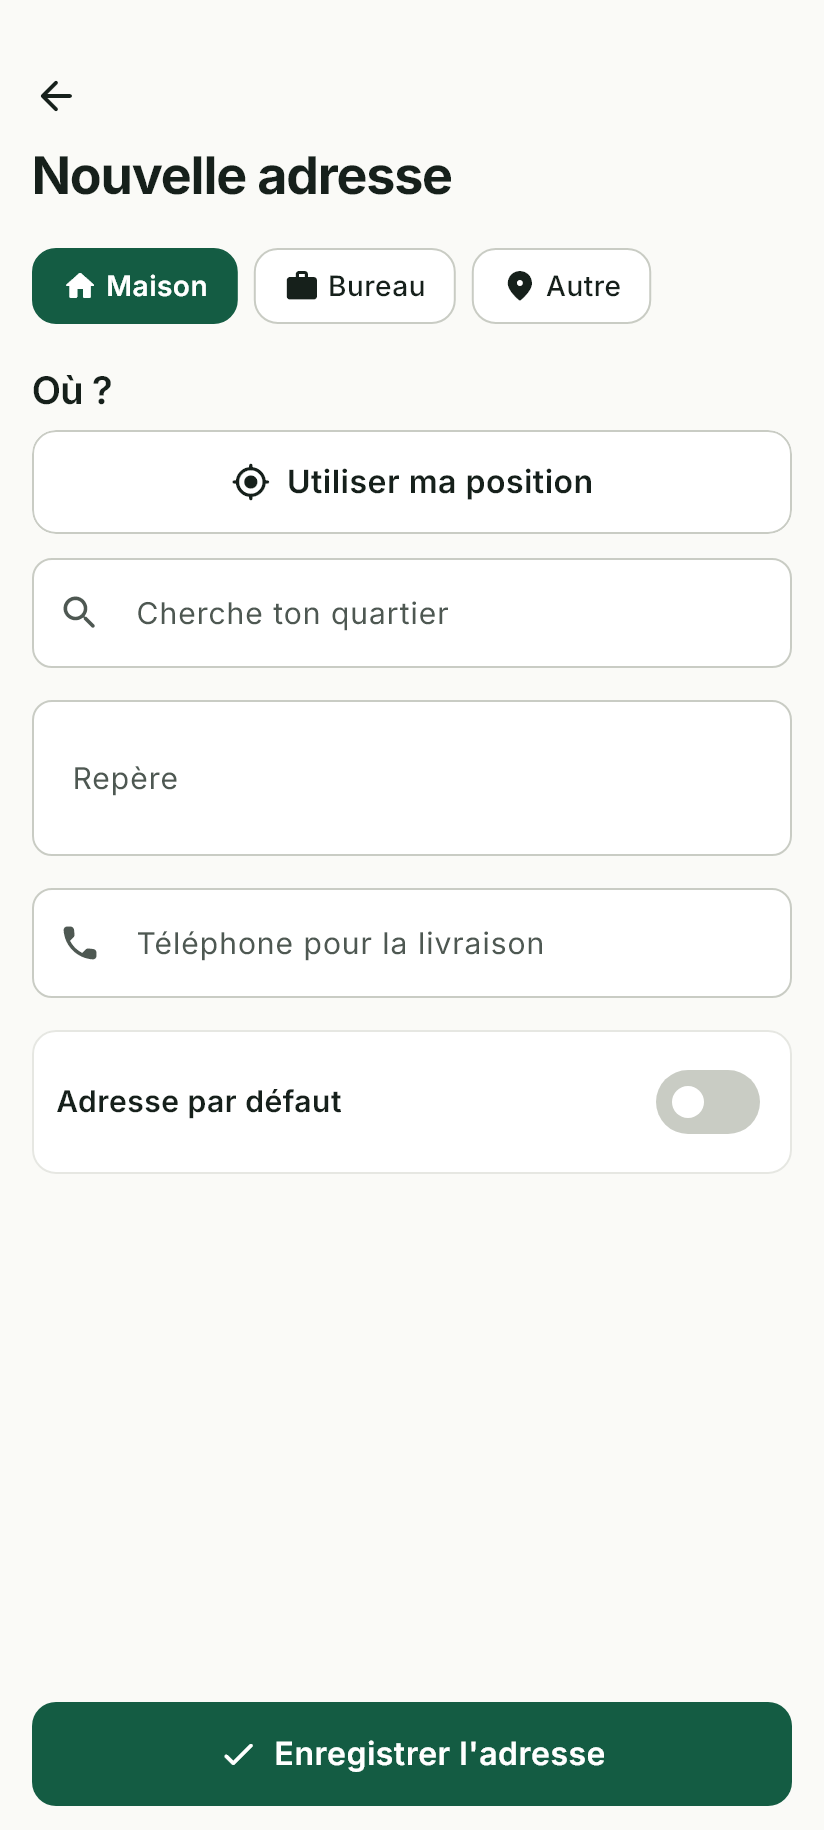 Nouvelle adresse
Maison
Bureau
Autre
Où ?
Utiliser ma position
Cherche ton quartier
Repère
Téléphone pour la livraison
Adresse par défaut
Enregistrer l'adresse